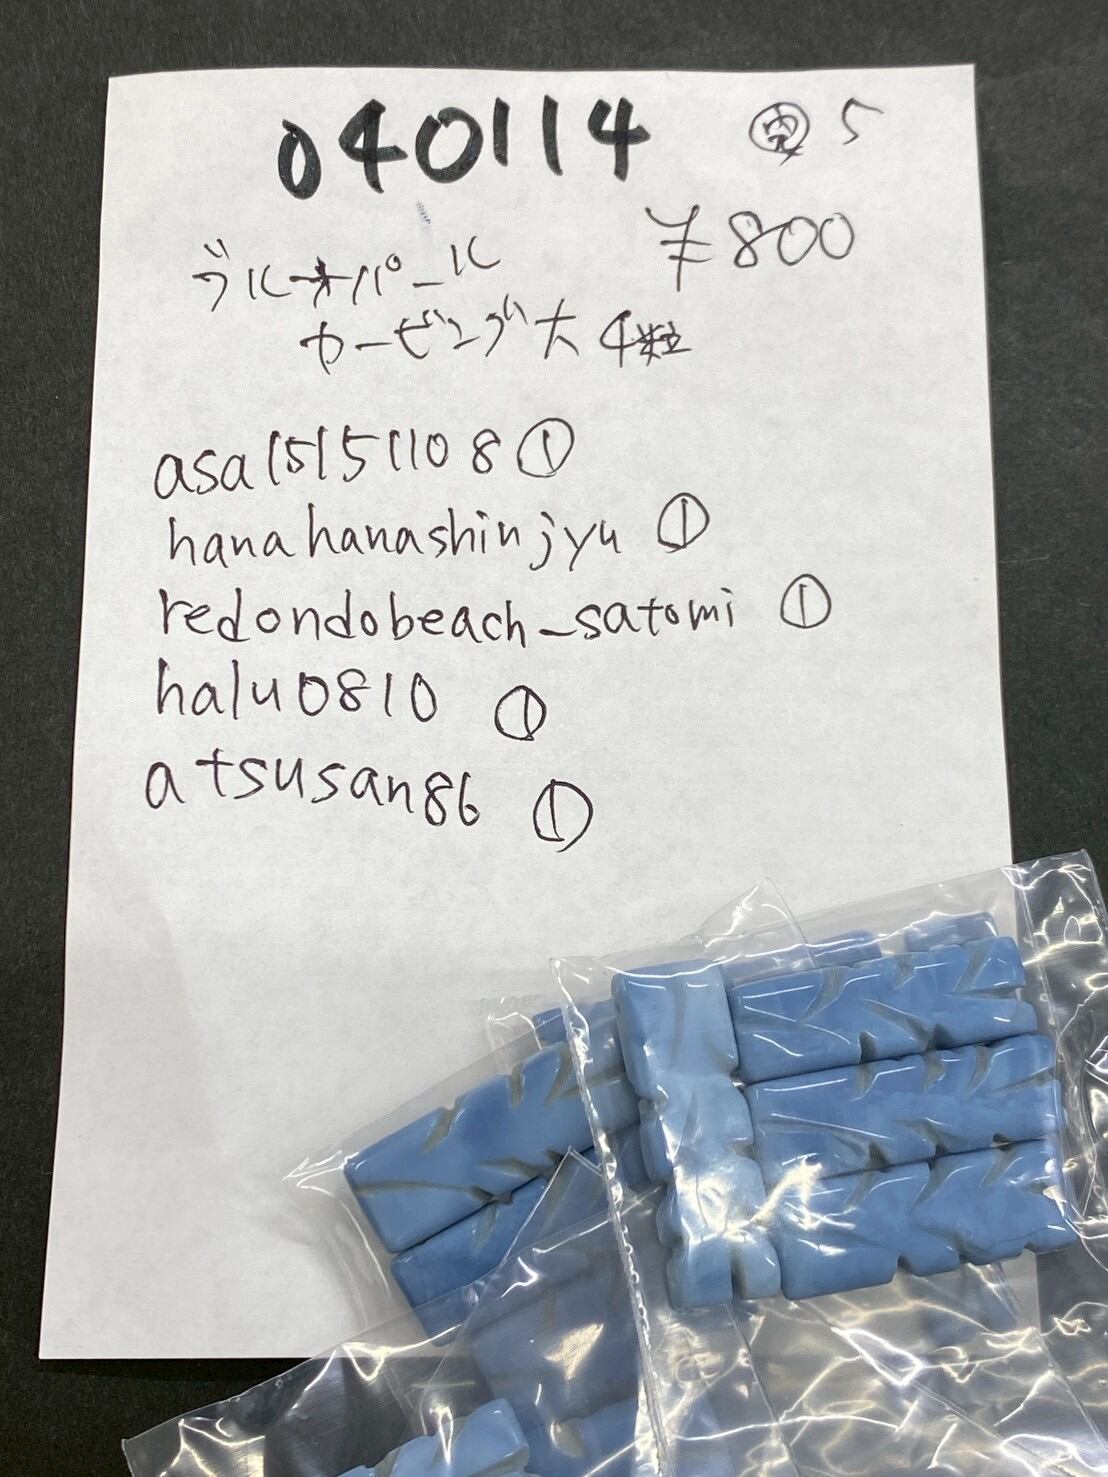 040114 ㊪ 5
ブルーオパール ¥800
カービング大 4粒
asa15151108 ①
hanahanashinjyu ①
redondobeach_satomi ①
halu0810 ①
atsusan86 ①